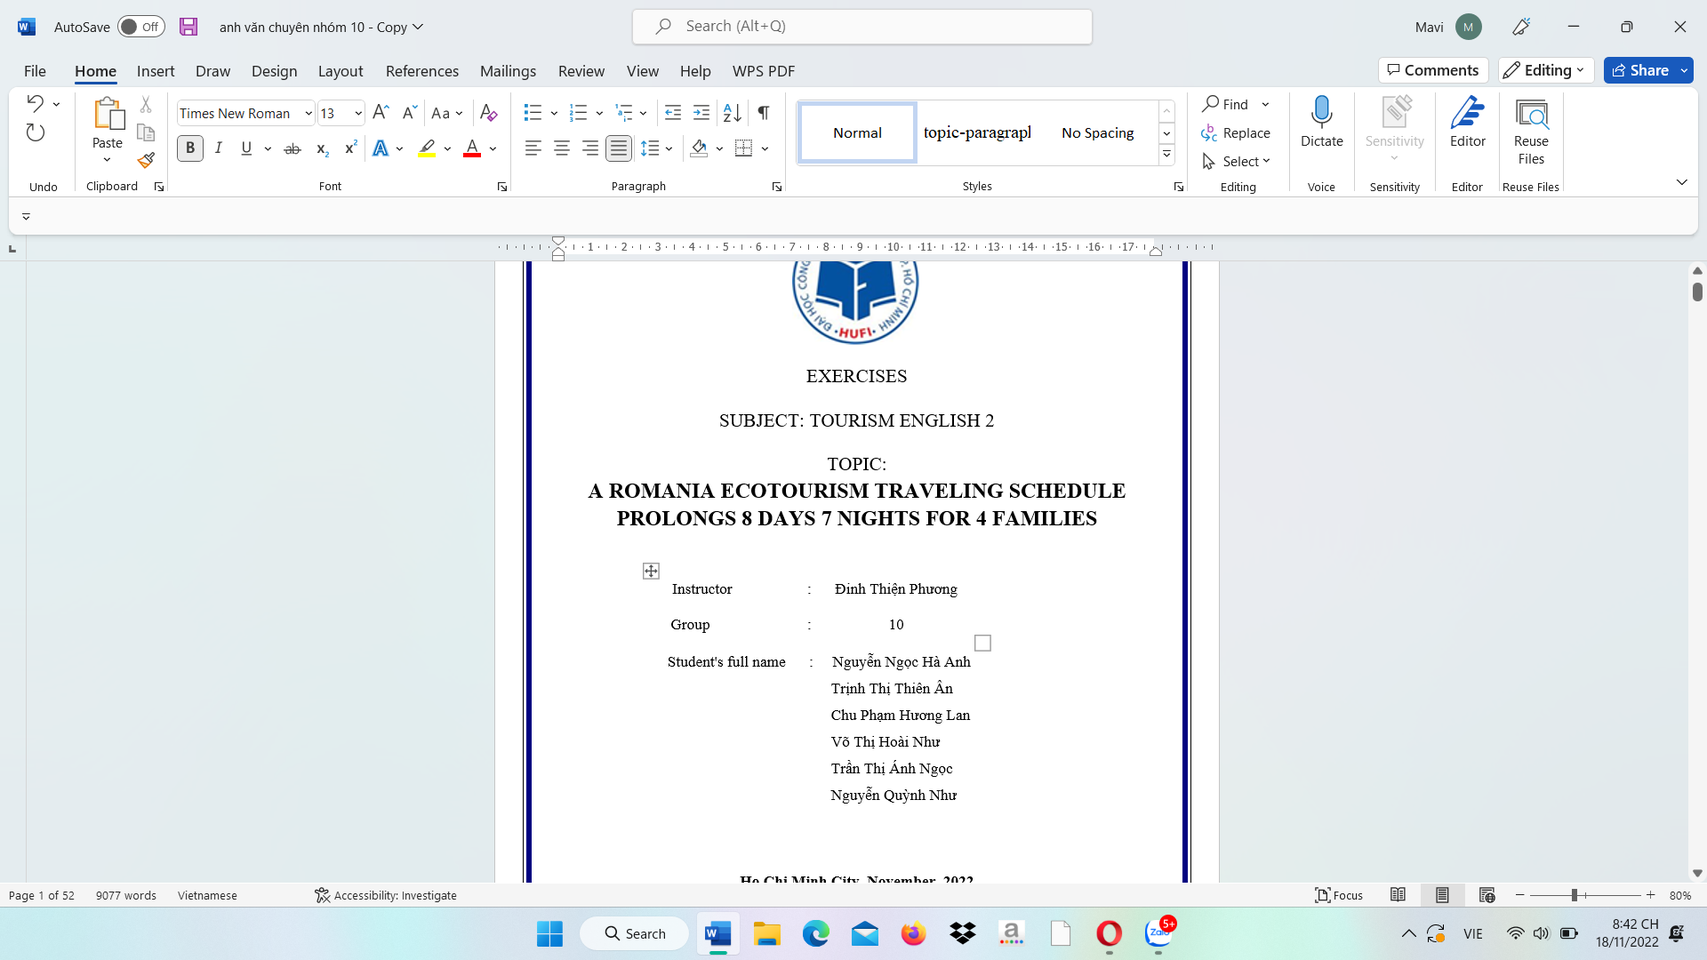 AutoSave Off anh văn chuyên nhóm 10 - Copy Search (Alt+Q) Mavi M
File Home Insert Draw Design Layout References Mailings Review View Help WPS PDF Comments Editing Share
Times New Roman 13 Aa
Paste
B I U ab x₂ x² A A
Normal topic-paragrapl No Spacing
Find
Replace
Select
Dictate Sensitivity Editor Reuse
Files
Undo Clipboard Font Paragraph Styles Editing Voice Sensitivity Editor Reuse Files
1 2 3 4 5 6 7 8 9 10 11 12 13 14 15 16 17
HUFI
EXERCISES
SUBJECT: TOURISM ENGLISH 2
TOPIC:
A ROMANIA ECOTOURISM TRAVELING SCHEDULE
PROLONGS 8 DAYS 7 NIGHTS FOR 4 FAMILIES
Instructor : Đinh Thiện Phương
Group : 10
Student's full name : Nguyễn Ngọc Hà Anh
Trịnh Thị Thiên Ân
Chu Phạm Hương Lan
Võ Thị Hoài Như
Trần Thị Ánh Ngọc
Nguyễn Quỳnh Như
Ho Chi Minh City, November, 2022
Page 1 of 52 9077 words Vietnamese Accessibility: Investigate Focus 80%
Search Zalo 5+ VIE 8:42 CH
18/11/2022